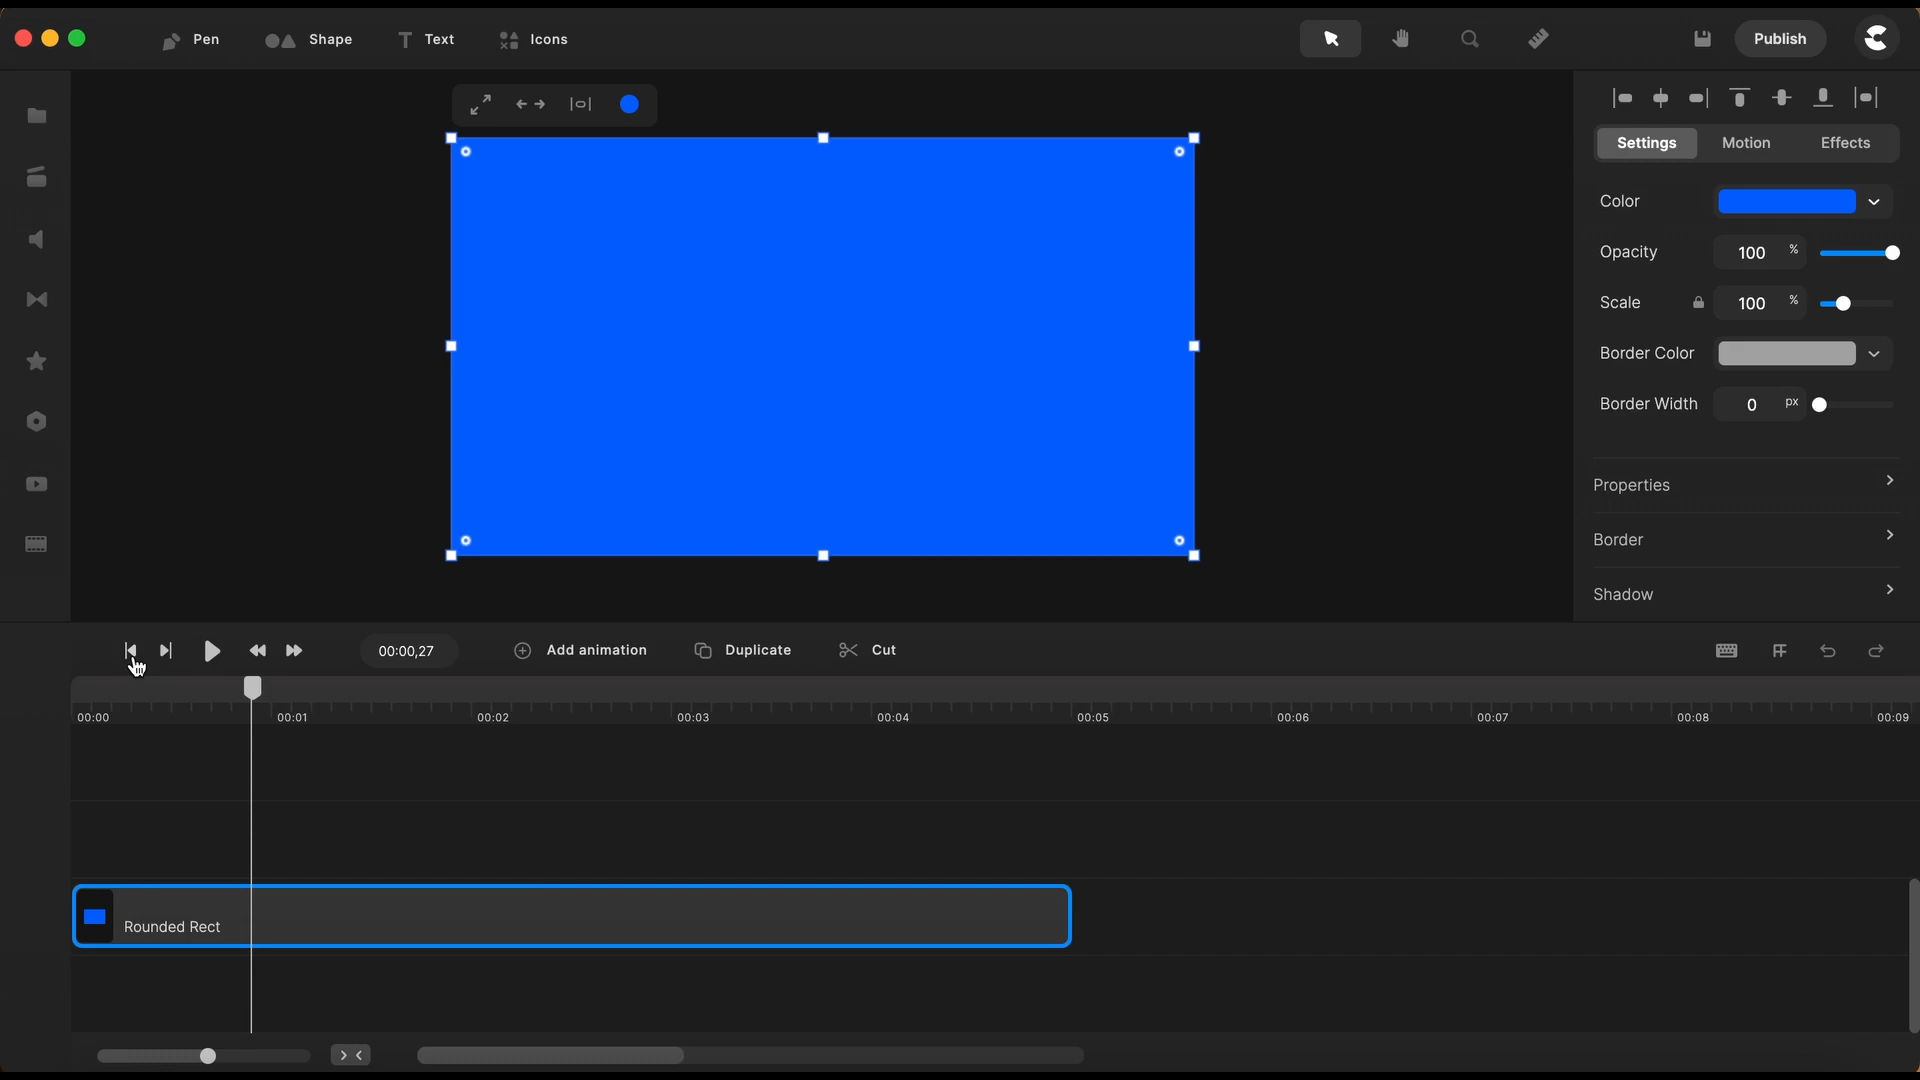 Pen Shape Text Icons Publish
Settings Motion Effects
Color
Opacity 100 %
Scale 100 %
Border Color
Border Width 0 px
Properties
Border
Shadow
00:00,27 Add animation Duplicate Cut
00:00 00:01 00:02 00:03 00:04 00:05 00:06 00:07 00:08 00:09
Rounded Rect